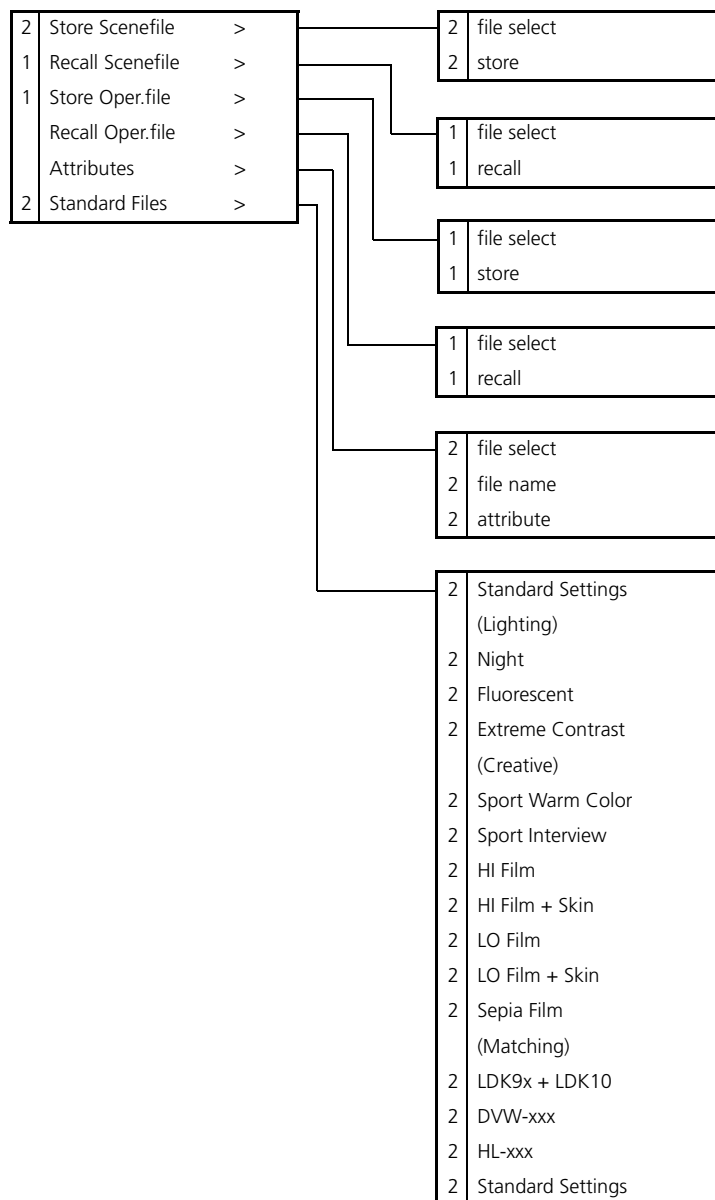 2 Store Scenefile >
1 Recall Scenefile >
1 Store Oper.file >
Recall Oper.file >
Attributes >
2 Standard Files >
2 file select
2 store
1 file select
1 recall
1 file select
1 store
1 file select
1 recall
2 file select
2 file name
2 attribute
2 Standard Settings
(Lighting)
2 Night
2 Fluorescent
2 Extreme Contrast
(Creative)
2 Sport Warm Color
2 Sport Interview
2 HI Film
2 HI Film + Skin
2 LO Film
2 LO Film + Skin
2 Sepia Film
(Matching)
2 LDK9x + LDK10
2 DVW-xxx
2 HL-xxx
2 Standard Settings